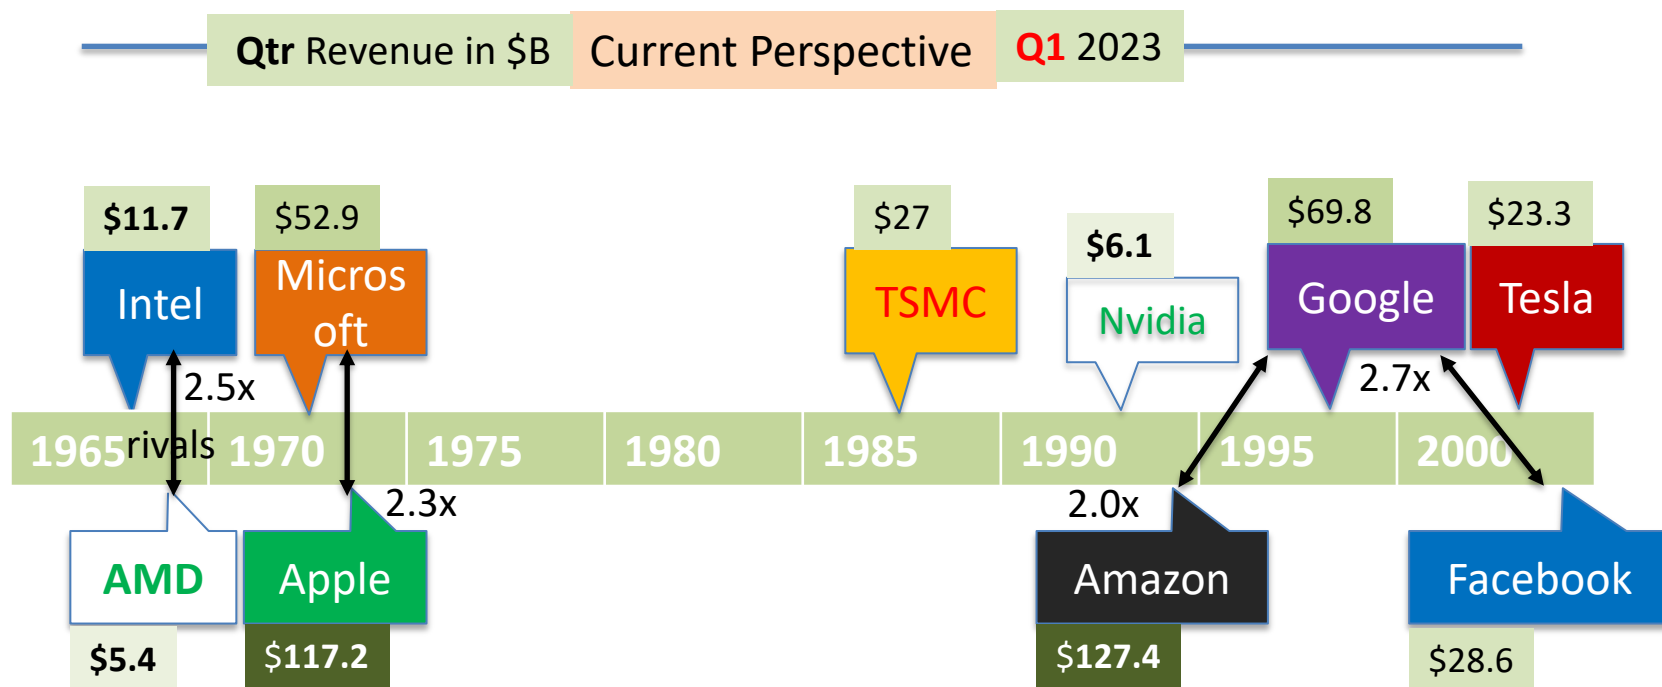 Qtr Revenue in $B Current Perspective Q1 2023
$11.7 $52.9 $27 $6.1 $69.8 $23.3
Intel
Micros
oft
TSMC
Nvidia
Google
Tesla
2.5x
2.7x
1965 rivals 1970 1975 1980 1985 1990 1995 2000
2.3x
2.0x
AMD Apple Amazon Facebook
$5.4 $117.2 $127.4 $28.6